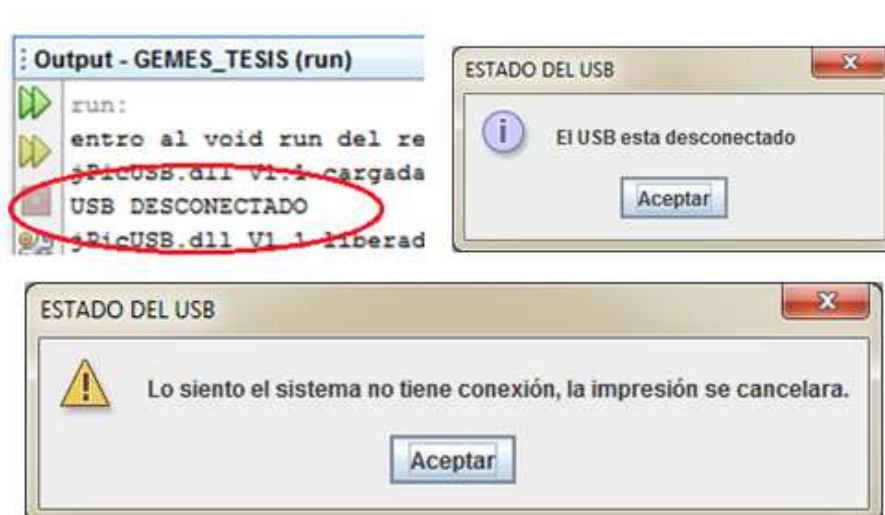 Output - GEMES_TESIS (run)
run:
entro al void run del re
jPicUSB.dll V1.1 cargada
USB DESCONECTADO
jPicUSB.dll V1 1 liberad
ESTADO DEL USB
El USB esta desconectado
Aceptar
ESTADO DEL USB
Lo siento el sistema no tiene conexión, la impresión se cancelara.
Aceptar